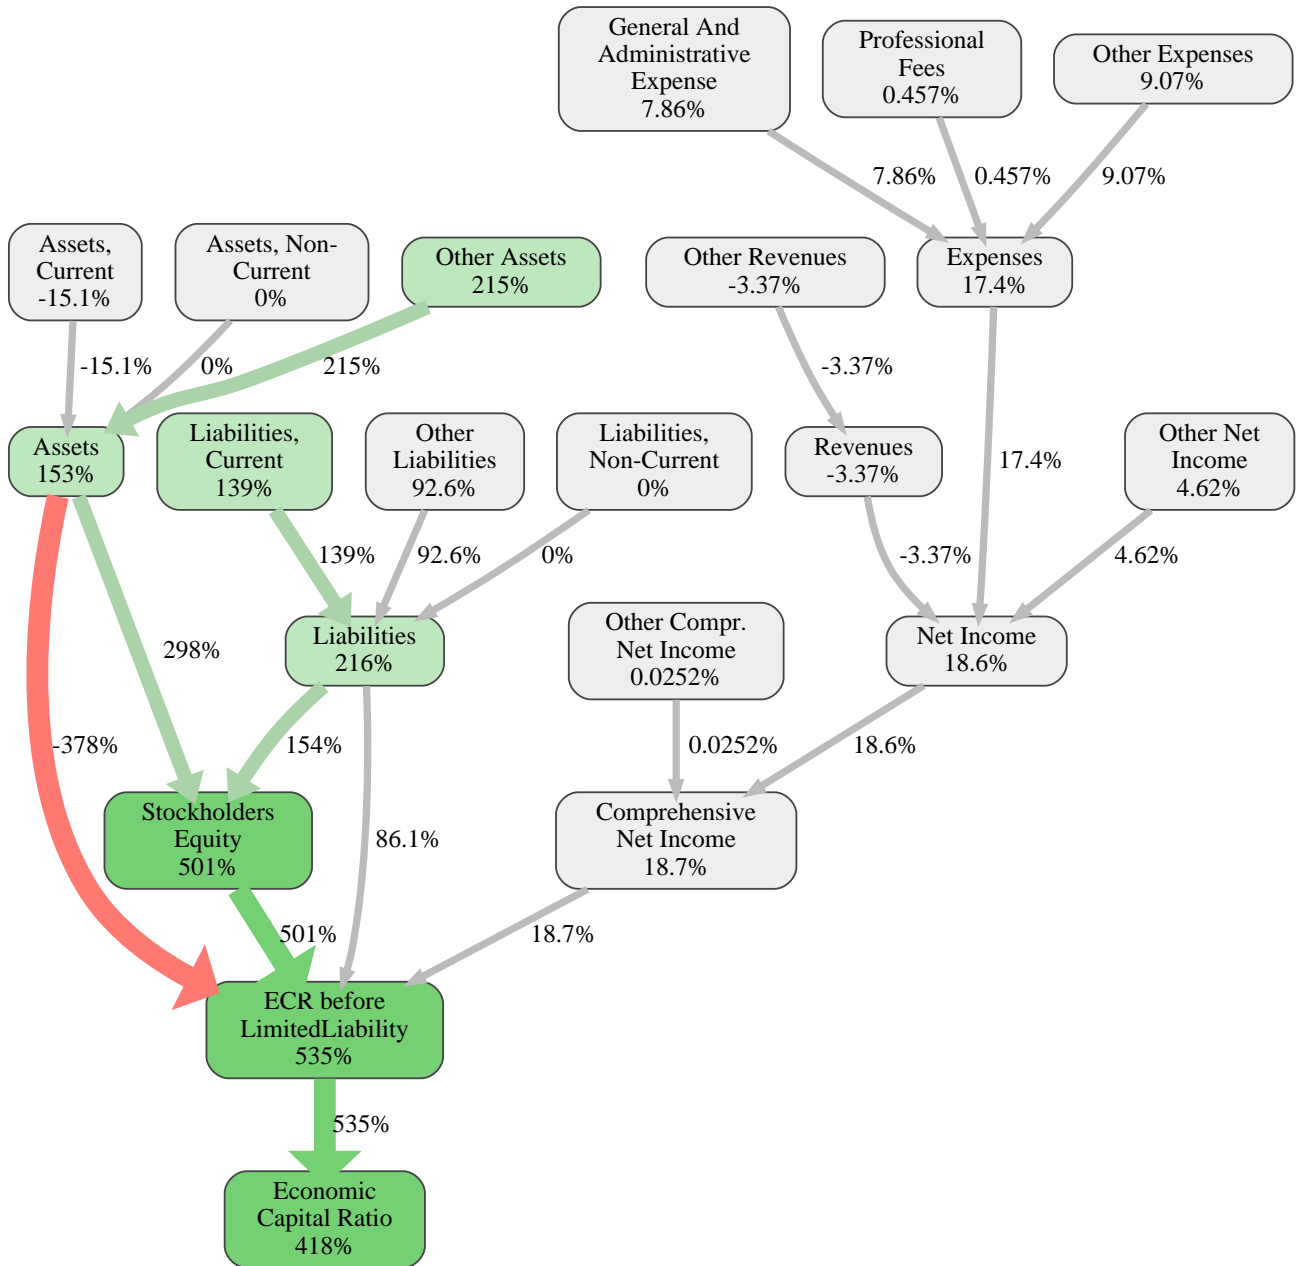 General And
Administrative
Expense
7.86%
Professional
Fees
0.457%
Other Expenses
9.07%
7.86%
0.457%
9.07%
Assets,
Current
-15.1%
Assets, Non-
Current
0%
Other Assets
215%
Other Revenues
-3.37%
Expenses
17.4%
-15.1%
0%
215%
-3.37%
Assets
153%
Liabilities,
Current
139%
Other
Liabilities
92.6%
Liabilities,
Non-Current
0%
Revenues
-3.37%
17.4%
Other Net
Income
4.62%
139%
92.6%
0%
-3.37%
4.62%
298%
Liabilities
216%
Other Compr.
Net Income
0.0252%
Net Income
18.6%
-378%
154%
0.0252%
18.6%
Stockholders
Equity
501%
86.1%
Comprehensive
Net Income
18.7%
501%
18.7%
ECR before
LimitedLiability
535%
535%
Economic
Capital Ratio
418%